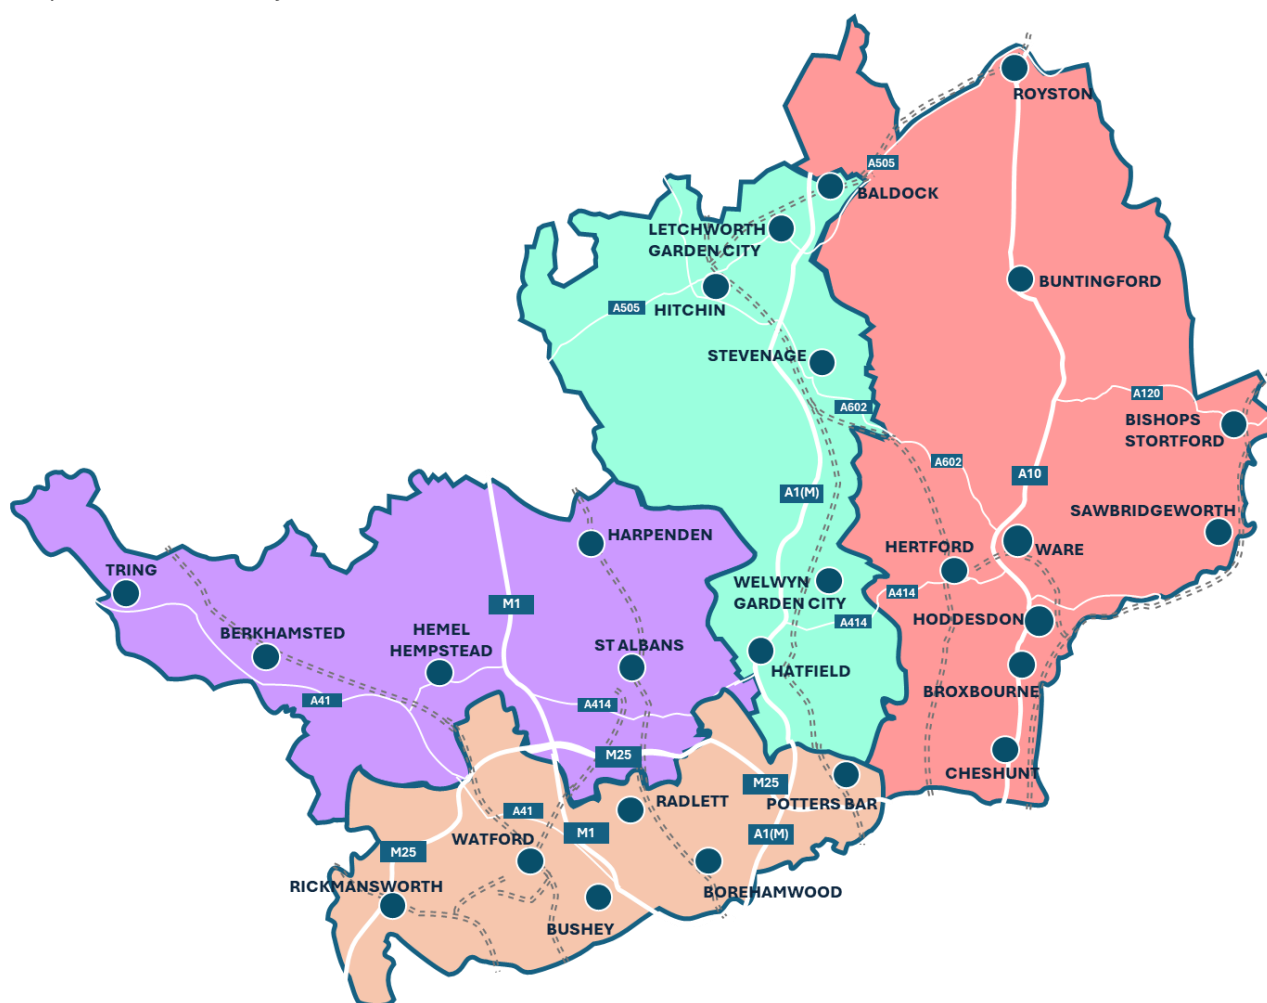 ROYSTON
A505
BALDOCK
LETCHWORTH
GARDEN CITY
BUNTINGFORD
A505
HITCHIN
STEVENAGE
A120
A602
BISHOPS
STORTFORD
A602
A10
A1(M)
SAWBRIDGEWORTH
HARPENDEN
HERTFORD
WARE
TRING
WELWYN
GARDEN CITY
A414
M1
A414
HODDESDON
BERKHAMSTED
HEMEL
HEMPSTEAD
ST ALBANS
HATFIELD
BROXBOURNE
A41
A414
M25
CHESHUNT
M25
POTTERS BAR
RADLETT
A41
WATFORD
M1
A1(M)
M25
RICKMANSWORTH
BOREHAMWOOD
BUSHEY